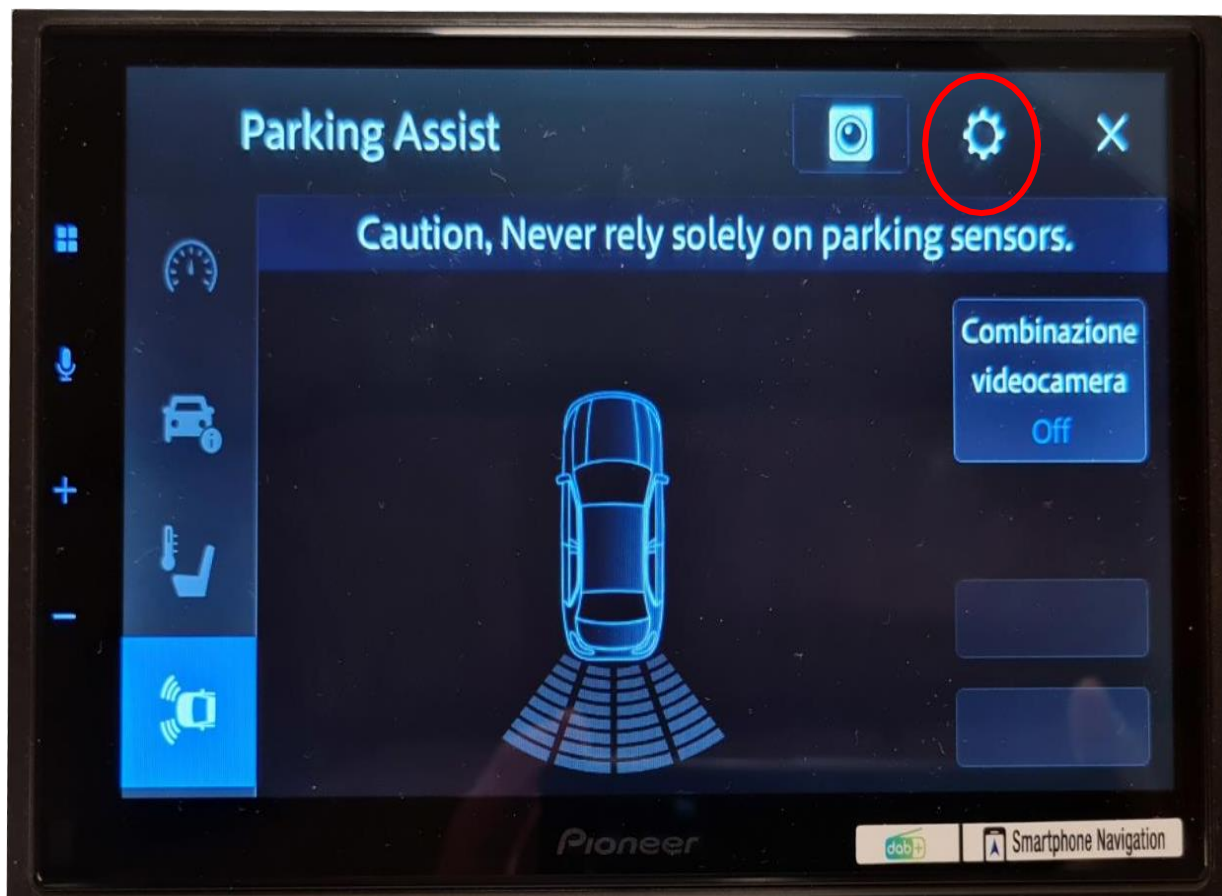 Parking Assist
Caution, Never rely solely on parking sensors.
Combinazione
videocamera
Off
Pioneer
dab+
Smartphone Navigation